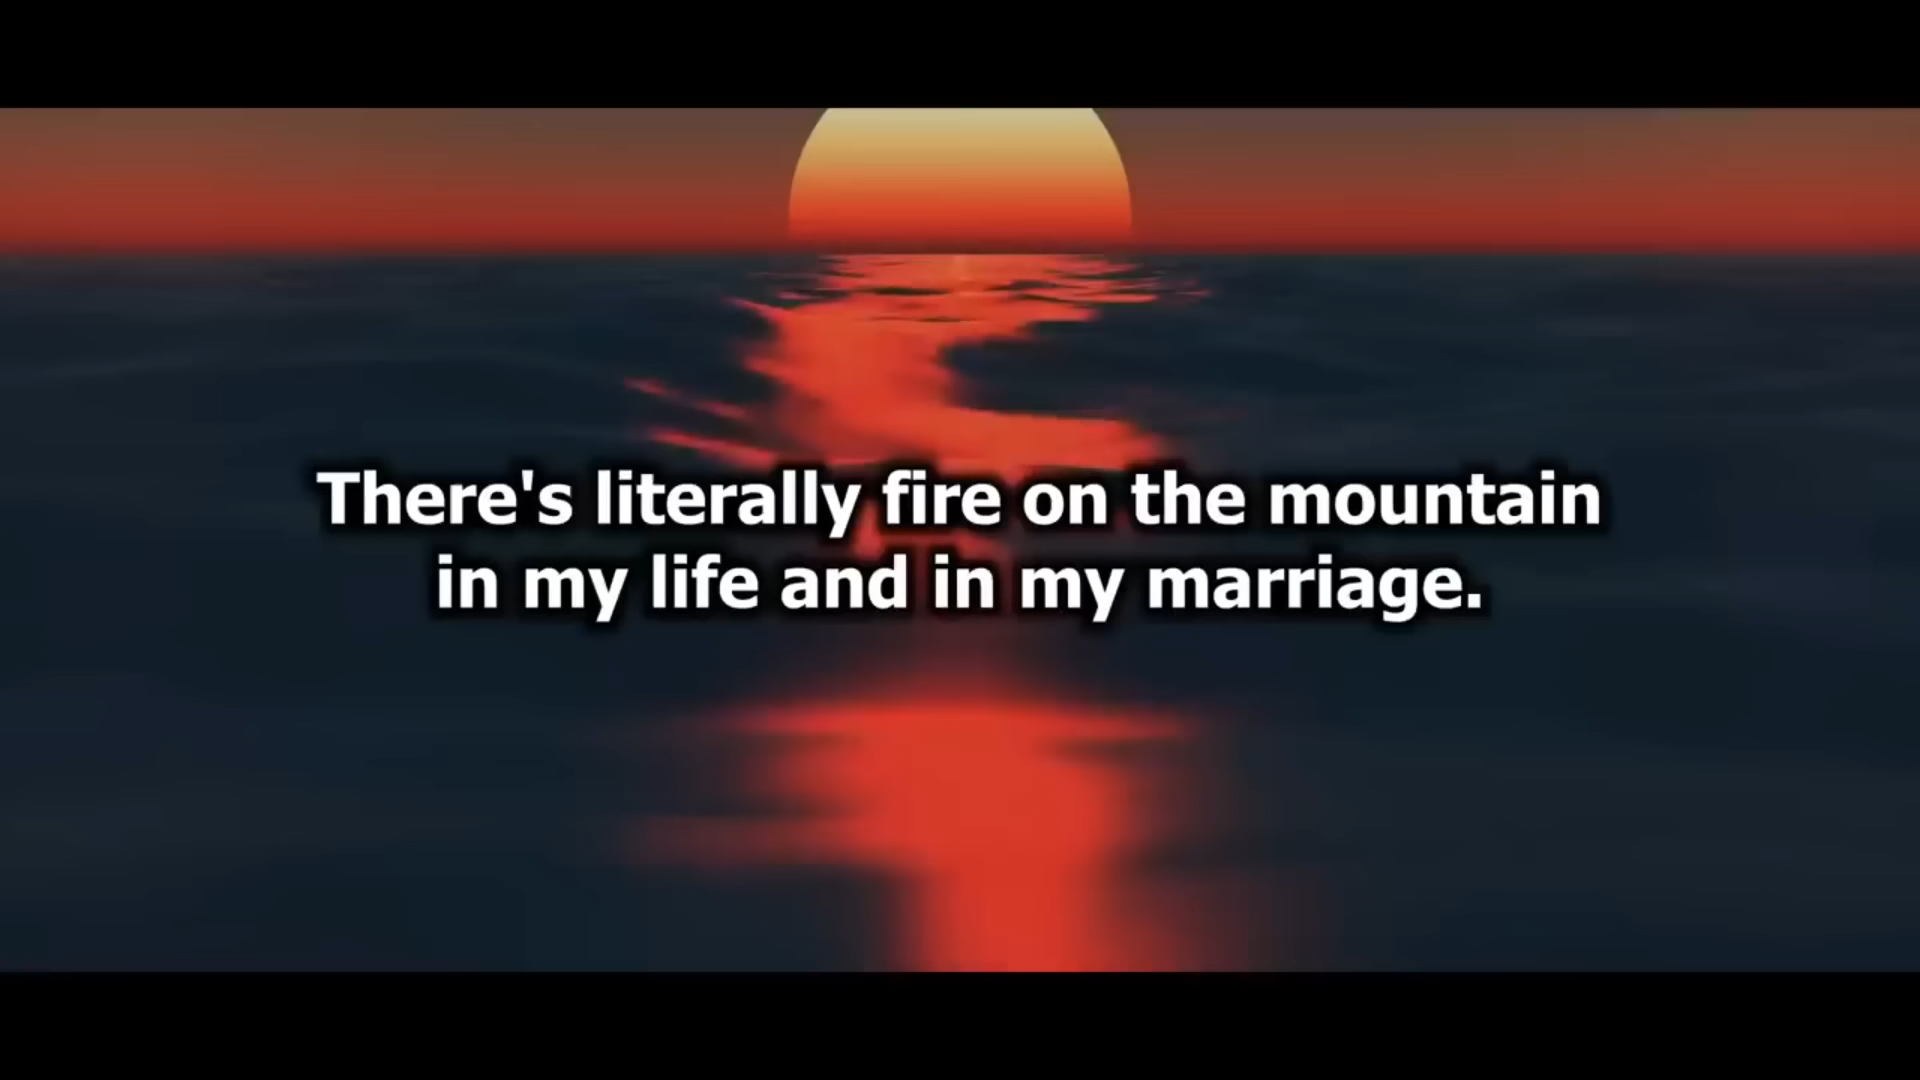 There's literally fire on the mountain
in my life and in my marriage.